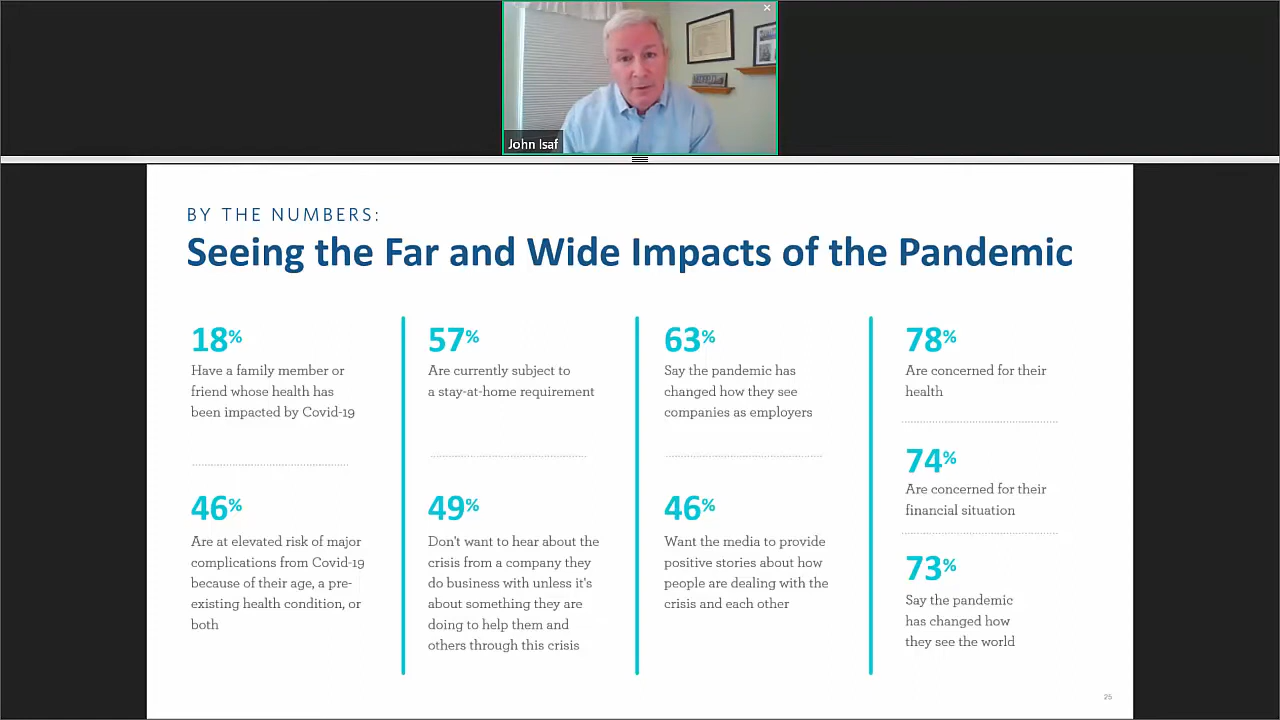 John Isaf
BY THE NUMBERS:
Seeing the Far and Wide Impacts of the Pandemic
18%
Have a family member or
friend whose health has
been impacted by Covid-19
46%
Are at elevated risk of major
complications from Covid-19
because of their age, a pre-
existing health condition, or
both
57%
Are currently subject to
a stay-at-home requirement
49%
Don't want to hear about the
crisis from a company they
do business with unless it's
about something they are
doing to help them and
others through this crisis
63%
Say the pandemic has
changed how they see
companies as employers
46%
Want the media to provide
positive stories about how
people are dealing with the
crisis and each other
78%
Are concerned for their
health
74%
Are concerned for their
financial situation
73%
Say the pandemic
has changed how
they see the world
25